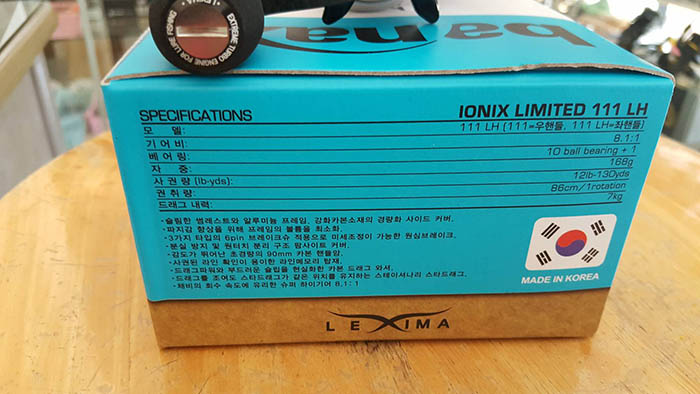 EXTREME TURBO ENGINE FOR LURE FISHING
bana
SPECIFICATIONS
IONIX LIMITED 111 LH
모 델: 111 LH (111=우핸들, 111 LH=좌핸들)
기 어 비: 8.1:1
베 어 링: 10 ball bearing + 1
자 중: 168g
사 권 량 (lb-yds): 12lb-130yds
권 취 량: 86cm/1rotation
드래그 내력: 7kg
·슬림한 썸레스트와 알루미늄 프레임, 강화카본소재의 경량화 사이드 커버.
·파지감 향상을 위해 프레임의 볼륨을 최소화.
·3가지 타입의 6pin 브레이크슈 적용으로 미세조정이 가능한 원심브레이크.
·분실 방지 및 원터치 분리 구조 팜사이드 커버.
·감도가 뛰어난 초경량의 90mm 카본 핸들암.
·사권된 라인 확인이 용이한 라인메모리 탑재.
·드래그파워와 부드러운 슬립을 현실화한 카본 드래그 와셔.
·드래그를 조여도 스타드래그가 같은 위치를 유지하는 스테이셔너리 스타드래그.
·채비의 회수 속도에 유리한 슈퍼 하이기어 8.1:1
MADE IN KOREA
LEXIMA